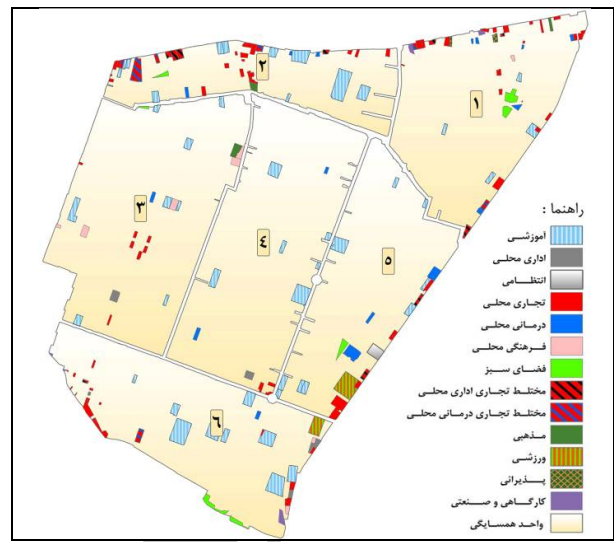 ۱
۲
۳
۴
۵
۶
راهنما :
آموزشی
اداری محلی
انتظامی
تجاری محلی
درمانی محلی
فرهنگی محلی
فضای سبز
مختلط تجاری اداری محلی
مختلط تجاری درمانی محلی
مذهبی
ورزشی
پذیرائی
کارگاهی و صنعتی
واحد همسایگی